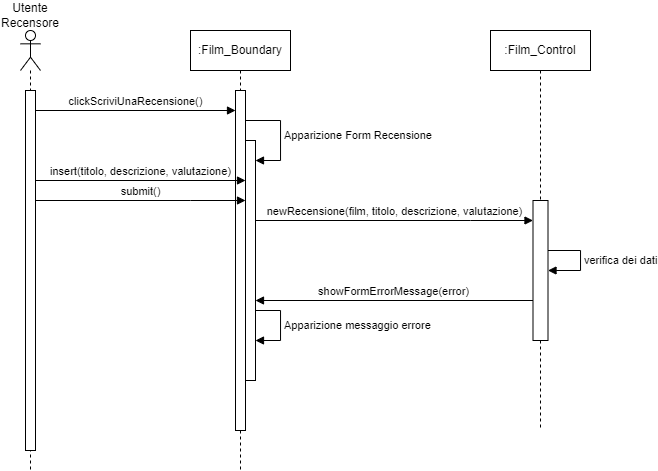 Utente
Recensore
:Film_Boundary
:Film_Control
clickScriviUnaRecensione()
Apparizione Form Recensione
insert(titolo, descrizione, valutazione)
submit()
newRecensione(film, titolo, descrizione, valutazione)
verifica dei dati
showFormErrorMessage(error)
Apparizione messaggio errore